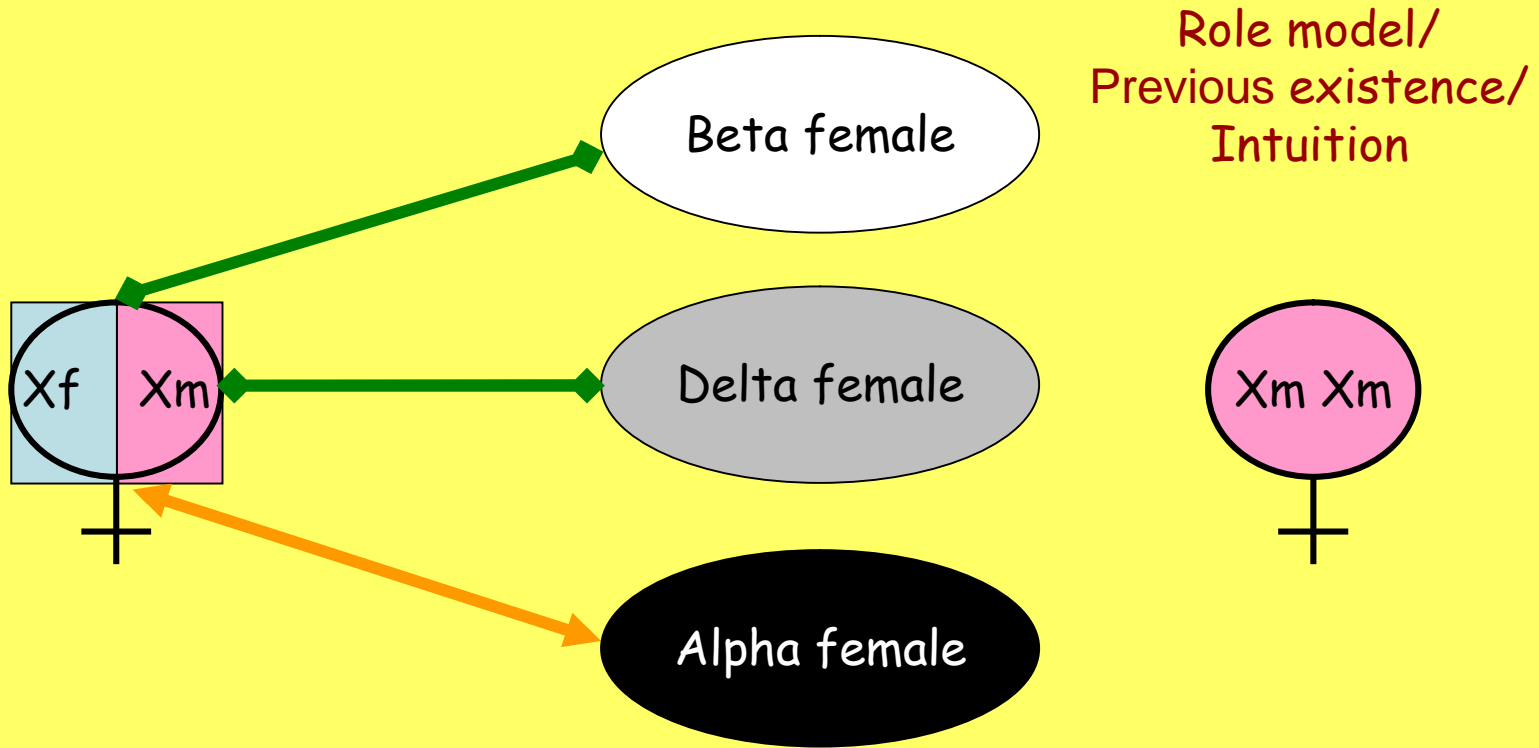 Role model/
Previous existence/
Intuition
Beta female
Xf Xm
Delta female
Xm Xm
Alpha female